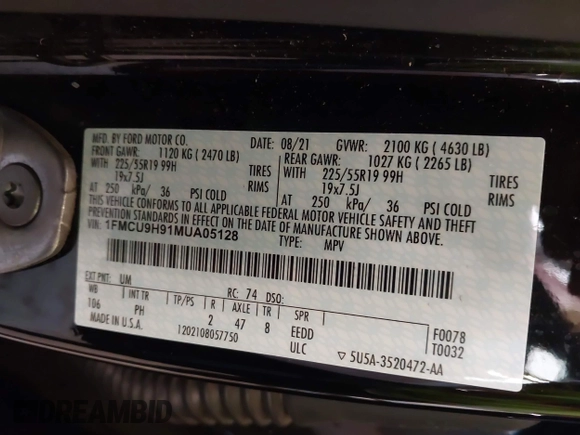 MFD. BY FORD MOTOR CO.
DATE: 08/21 GVWR: 2100 KG ( 4630 LB)
FRONT GAWR: 1120 KG ( 2470 LB)
REAR GAWR: 1027 KG ( 2265 LB)
WITH 225/55R19 99H TIRES
WITH 225/55R19 99H TIRES
19x7.5J RIMS
19x7.5J RIMS
AT 250 kPa/ 36 PSI COLD
AT 250 kPa/ 36 PSI COLD
THIS VEHICLE CONFORMS TO ALL APPLICABLE FEDERAL MOTOR VEHICLE SAFETY AND THEFT
PREVENTION STANDARDS IN EFFECT ON THE DATE OF MANUFACTURE SHOWN ABOVE.
VIN: 1FMCU9H91MUA05128 TYPE: MPV
EXT PNT: UM RC: 74 DSO:
WB INT TR TP/PS R AXLE TR SPR
106 PH 2 47 8 EEDD F0078
MADE IN U.S.A. 1202108057750 ULC T0032
▽ 5U5A-3520472-AA
DREAMBID